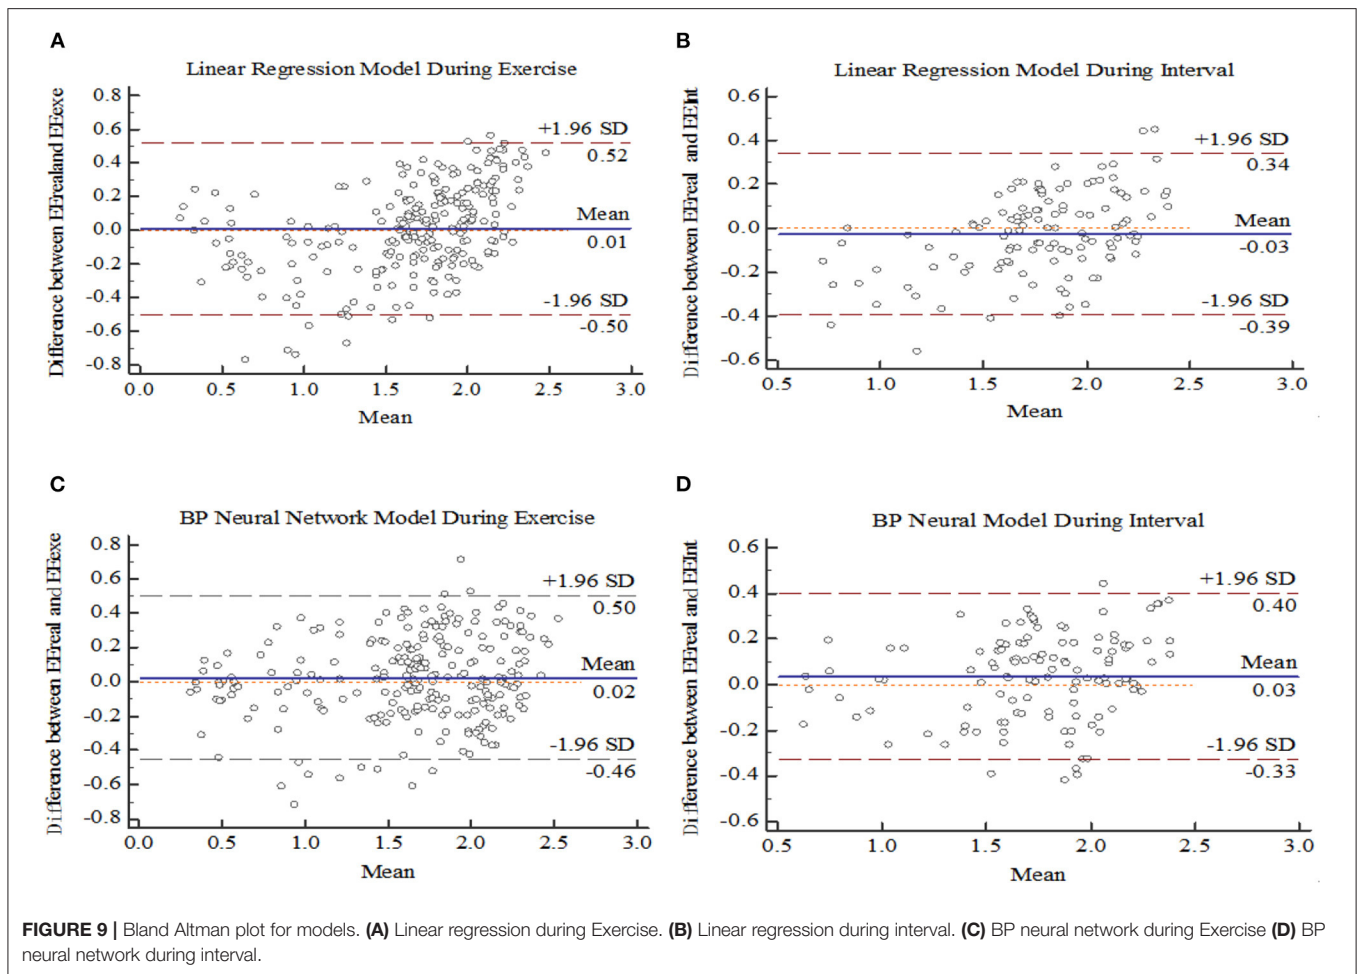 A
Linear Regression Model During Exercise
Difference between EErealand EEexe
0.8
0.6
0.4
0.2
0.0
-0.2
-0.4
-0.6
-0.8
+1.96 SD
0.52
Mean
0.01
-1.96 SD
-0.50
0.0 0.5 1.0 1.5 2.0 2.5 3.0
Mean
B
Linear Regression Model During Interval
Difference between EEreal and EEInt
0.6
0.4
0.2
0.0
-0.2
-0.4
-0.6
+1.96 SD
0.34
Mean
-0.03
-1.96 SD
-0.39
0.5 1.0 1.5 2.0 2.5 3.0
Mean
C
BP Neural Network Model During Exercise
Difference between EEreal and EEexe
0.8
0.6
0.4
0.2
0.0
-0.2
-0.4
-0.6
-0.8
+1.96 SD
0.50
Mean
0.02
-1.96 SD
-0.46
0.0 0.5 1.0 1.5 2.0 2.5 3.0
Mean
D
BP Neural Model During Interval
Difference between EEreal and EEInt
0.6
0.4
0.2
0.0
-0.2
-0.4
-0.6
+1.96 SD
0.40
Mean
0.03
-1.96 SD
-0.33
0.5 1.0 1.5 2.0 2.5 3.0
Mean
FIGURE 9 | Bland Altman plot for models. (A) Linear regression during Exercise. (B) Linear regression during interval. (C) BP neural network during Exercise (D) BP
neural network during interval.